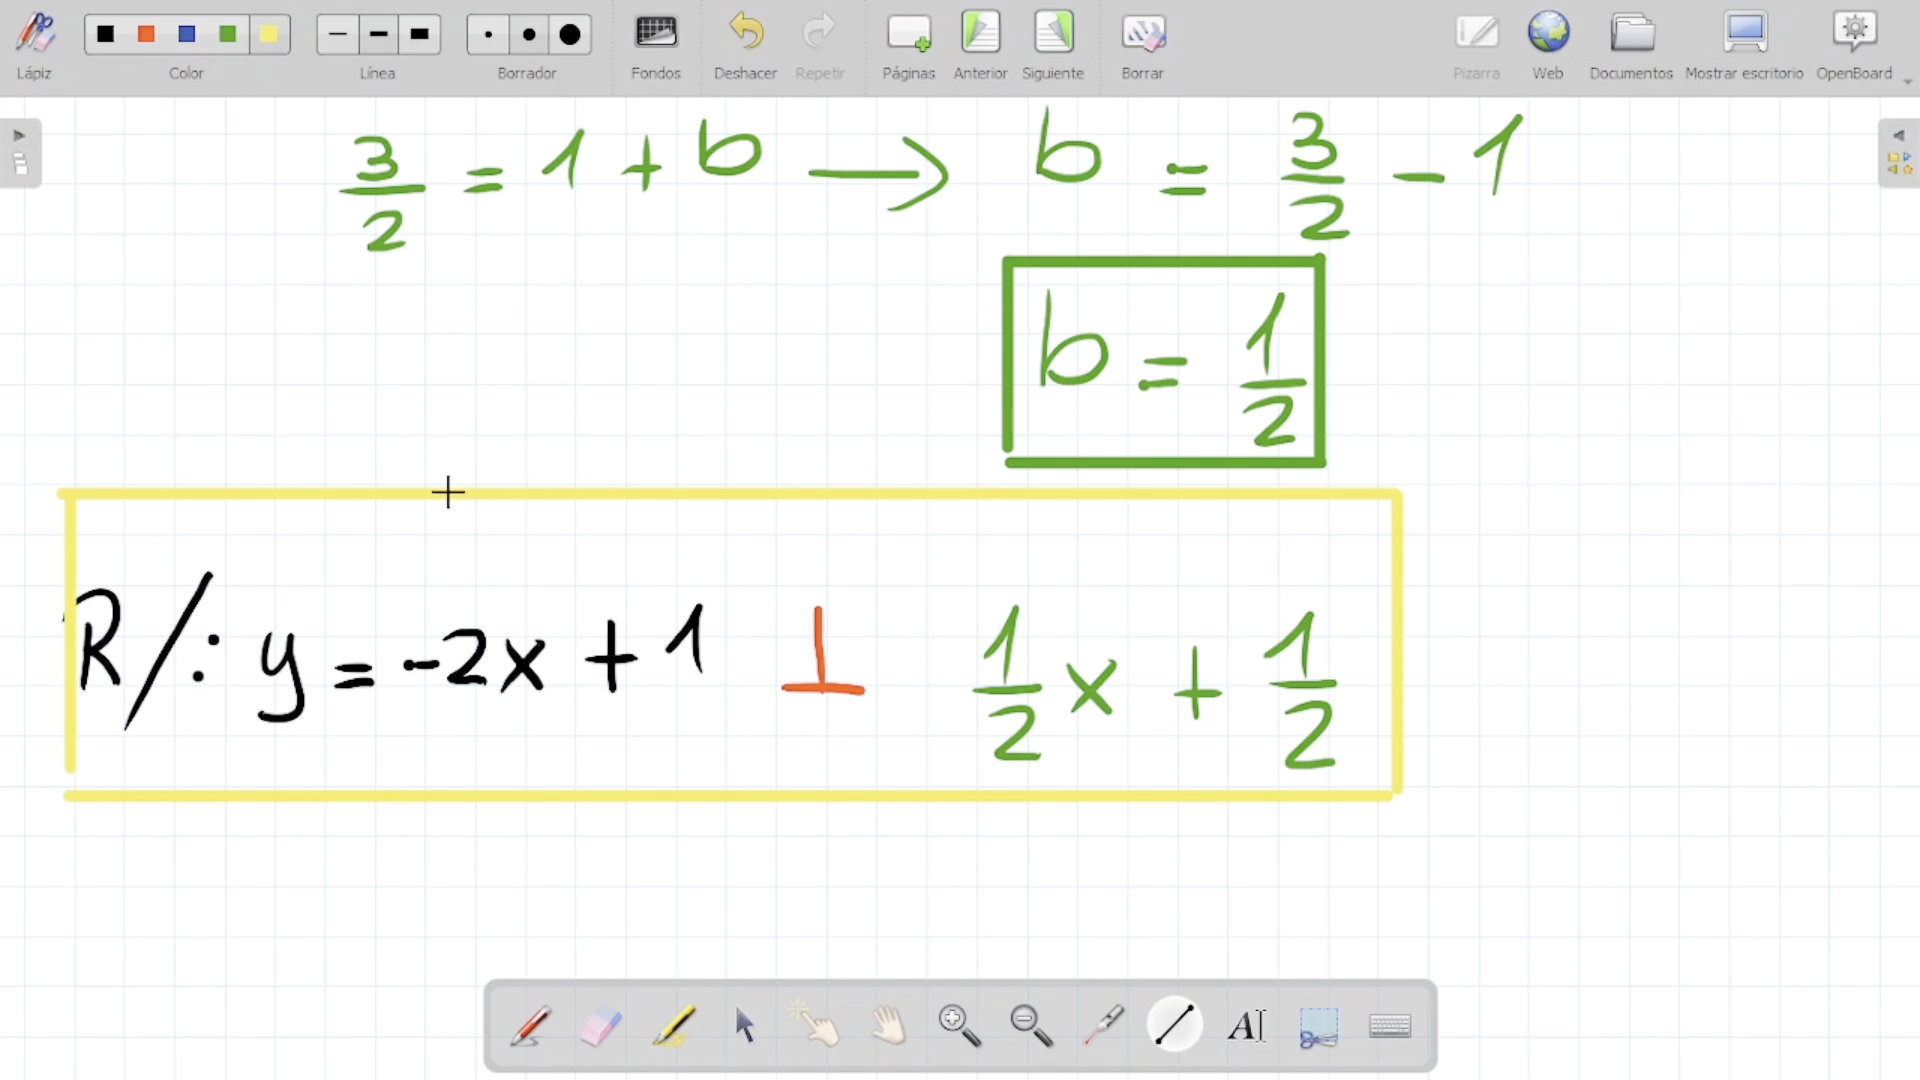 Lápiz Color Línea Borrador Fondos Deshacer Repetir Páginas Anterior Siguiente Borrar Pizarra Web Documentos Mostrar escritorio OpenBoard
3/2 = 1 + b → b = 3/2 - 1
b = 1/2
R/: y = -2x + 1 ⊥ 1/2 x + 1/2
A